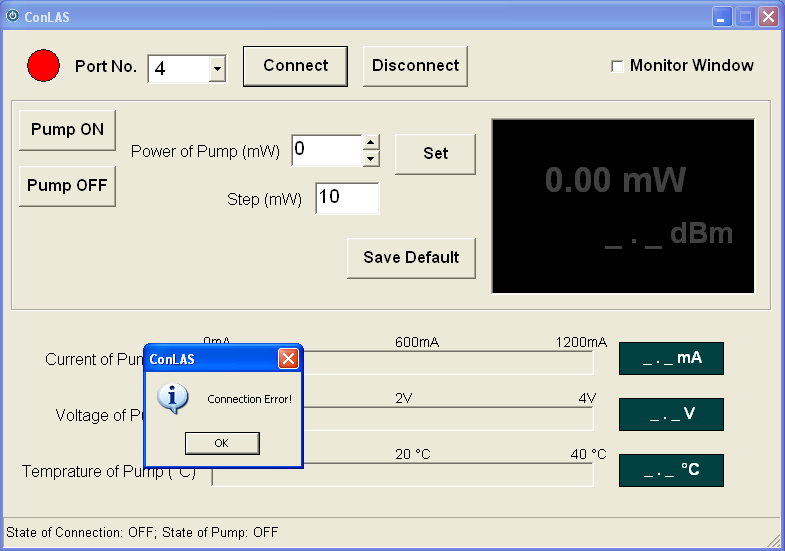 ConLAS
Port No. 4 Connect Disconnect Monitor Window
Pump ON
Power of Pump (mW) 0 Set
Pump OFF
Step (mW) 10
0.00 mW
_ . _ dBm
Save Default
0mA 600mA 1200mA
Current of Pum _ . _ mA
2V 4V
Voltage of Pu _ . _ V
20 °C 40 °C
Temprature of Pump (°C) _ . _ °C
ConLAS
Connection Error!
OK
State of Connection: OFF; State of Pump: OFF